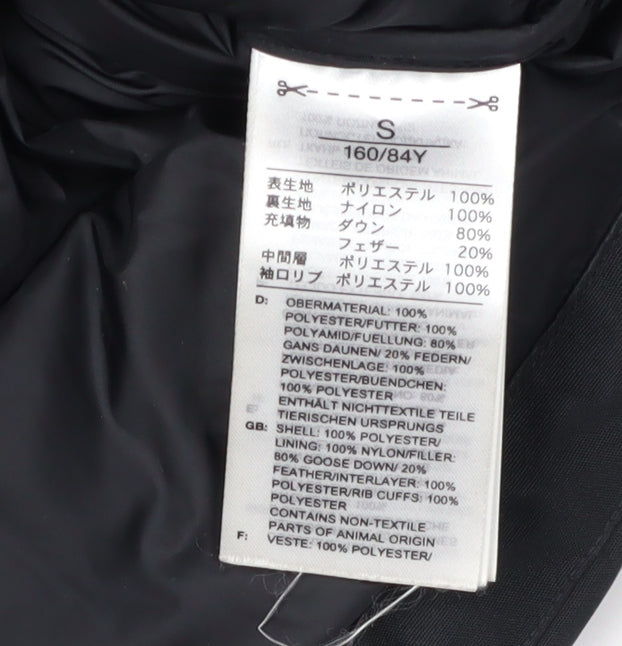 S
160/84Y
表生地 ポリエステル 100%
裏生地 ナイロン 100%
充填物 ダウン 80%
フェザー 20%
中間層 ポリエステル 100%
袖口リブ ポリエステル 100%
D: OBERMATERIAL: 100%
POLYESTER/FUTTER: 100%
POLYAMID/FUELLUNG: 80%
GANS DAUNEN/ 20% FEDERN/
ZWISCHENLAGE: 100%
POLYESTER/BUENDCHEN:
100% POLYESTER
ENTHÄLT NICHTTEXTILE TEILE
TIERISCHEN URSPRUNGS
GB: SHELL: 100% POLYESTER/
LINING: 100% NYLON/FILLER:
80% GOOSE DOWN/ 20%
FEATHER/INTERLAYER: 100%
POLYESTER/RIB CUFFS: 100%
POLYESTER
CONTAINS NON-TEXTILE
PARTS OF ANIMAL ORIGIN
F: VESTE: 100% POLYESTER/